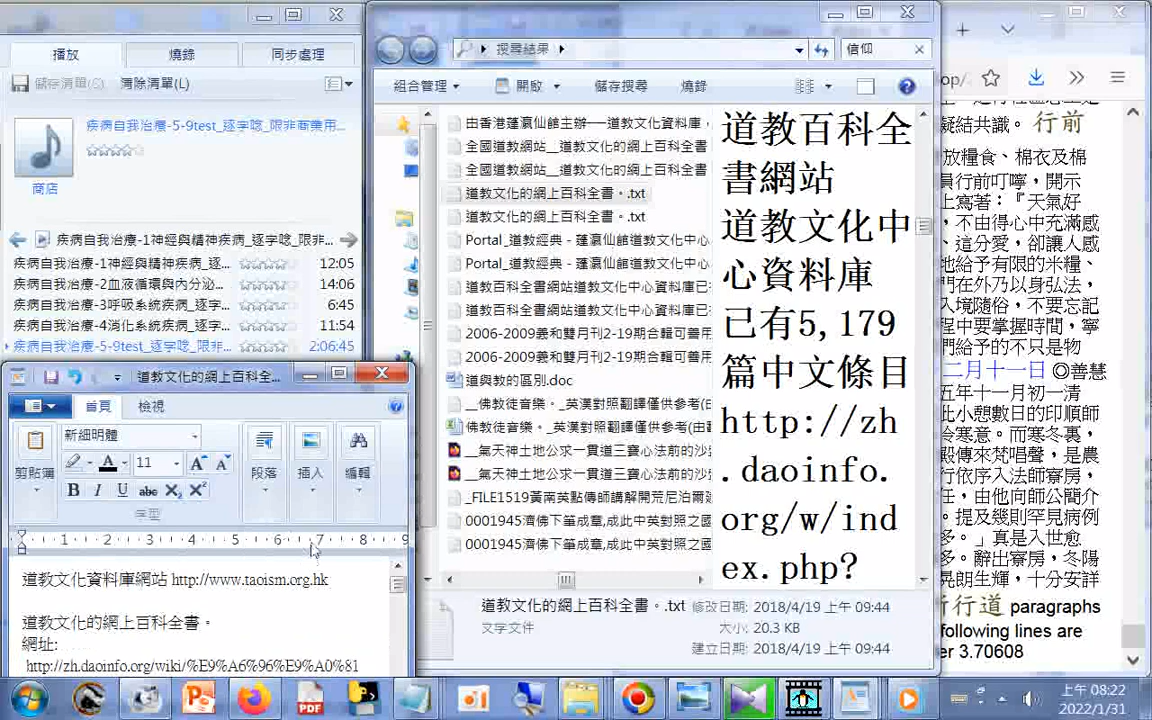 播放
燒錄
同步處理
儲存清單(S)
清除清單(L)
疾病自我治療-5-9test_逐字唸_限非商業用...
商店
疾病自我治療-1神經與精神疾病_逐字唸_限非...
疾病自我治療-1神經與精神疾病_逐...
12:05
疾病自我治療-2血液循環與內分泌...
14:06
疾病自我治療-3呼吸系統疾病_逐字...
6:45
疾病自我治療-4消化系統疾病_逐字...
11:54
疾病自我治療-5-9test_逐字唸_限非...
2:06:45
搜尋結果
信仰
組合管理
開啟
儲存搜尋
燒錄
由香港蓬瀛仙館主辦──道教文化資料庫，
全國道教網站__道教文化的網上百科全書
全國道教網站__道教文化的網上百科全書
道教文化的網上百科全書。.txt
道教文化的網上百科全書。.txt
Portal_道教經典 - 蓬瀛仙館道教文化中心
Portal_道教經典 - 蓬瀛仙館道教文化中心
道教百科全書網站道教文化中心資料庫已
道教百科全書網站道教文化中心資料庫已
2006-2009義和雙月刊2-19期合輯可善用
2006-2009義和雙月刊2-19期合輯可善用
道與教的區別.doc
__佛教徒音樂。_英漢對照翻譯僅供參考(由
佛教徒音樂。_英漢對照翻譯僅供參考(由
__氣天神土地公求一貫道三寶心法前的沙
__氣天神土地公求一貫道三寶心法前的沙
_FILE1519黃南英點傳師講解開荒尼泊爾
0001945濟佛下筆成章,成此中英對照之國
0001945濟佛下筆成章,成此中英對照之國
道教百科全
書網站
道教文化中
心資料庫
已有5,179
篇中文條目
http://zh
.daoinfo.
org/w/ind
ex.php?
道教文化的網上百科全書。.txt
修改日期: 2018/4/19 上午 09:44
文字文件
大小: 20.3 KB
建立日期: 2018/4/19 上午 09:44
道教文化的網上百科全...
首頁
檢視
剪貼簿
新細明體
11
B I U abc X₂ X²
字型
段落
插入
編輯
1 2 3 4 5 6 7 8 9
道教文化資料庫網站 http://www.taoism.org.hk
道教文化的網上百科全書。
網址:
http://zh.daoinfo.org/wiki/%E9%A6%96%E9%A0%81
op/
疑結共識。 行前
放糧食、棉衣及棉
員行前叮嚀，開示
上寫著：『天氣好
，不由得心中充滿感
、這分愛，卻讓人感
地給予有限的米糧、
門在外乃以身弘法，
入境隨俗，不要忘記
程中要掌握時間，寧
們給予的不只是物
二月十一日 ◎善慧
五年十一月初一清
此小憩數日的印順師
冷寒意。而寒冬裏，
殿傳來梵唄聲，是農
行依序入法師寮房，
任，由他向師公簡介
。提及幾則罕見病例
多。」真是入世愈
多。辭出寮房，冬陽
晃朗生輝，十分安詳
行道 paragraphs
following lines are
er 3.70608
PDF
上午 08:22
2022/1/31